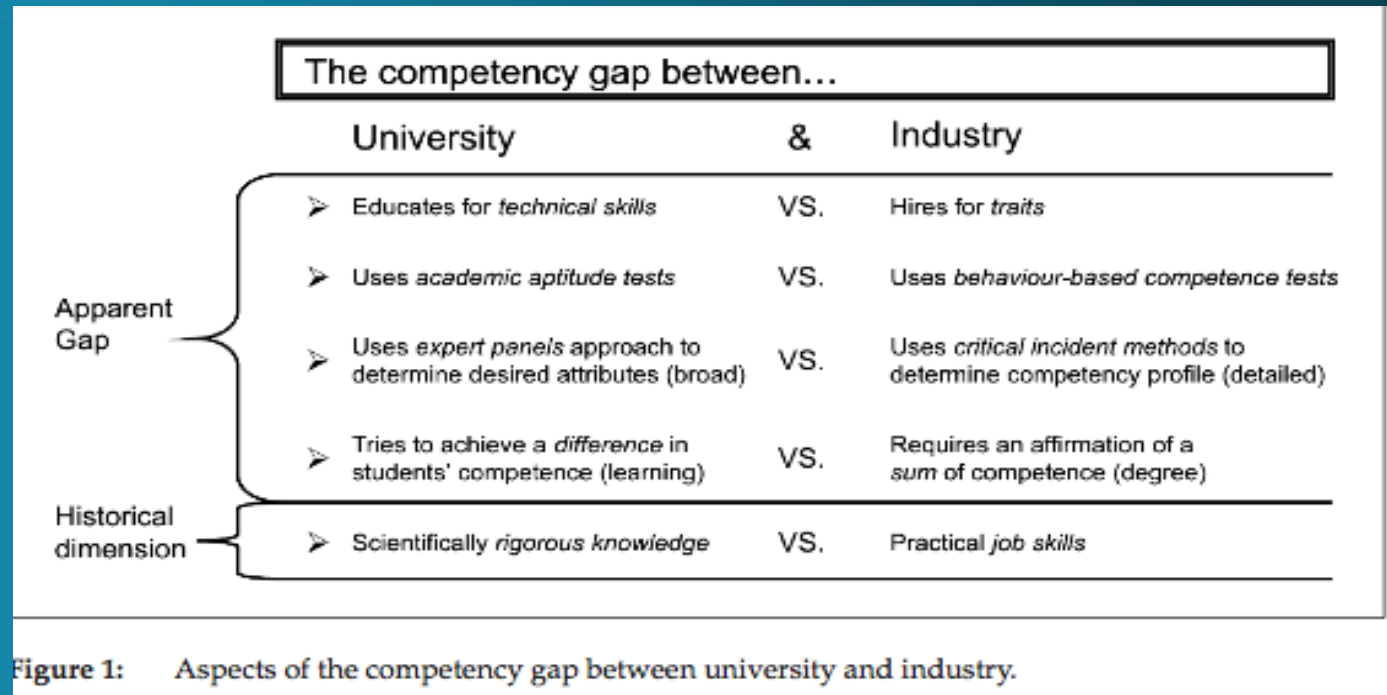 The competency gap between...
University & Industry
➢ Educates for technical skills VS. Hires for traits
➢ Uses academic aptitude tests VS. Uses behaviour-based competence tests
Apparent
Gap
➢ Uses expert panels approach to
determine desired attributes (broad)
VS.
Uses critical incident methods to
determine competency profile (detailed)
➢ Tries to achieve a difference in
students' competence (learning)
VS.
Requires an affirmation of a
sum of competence (degree)
Historical
dimension
➢ Scientifically rigorous knowledge VS. Practical job skills
Figure 1: Aspects of the competency gap between university and industry.